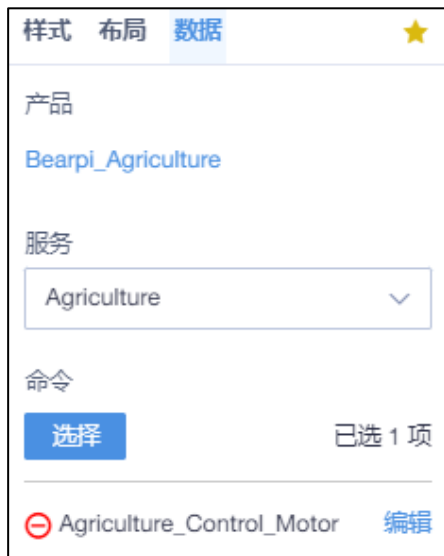 样式 布局 数据
产品
Bearpi_Agriculture
服务
Agriculture
命令
选择 已选 1 项
Agriculture_Control_Motor 编辑